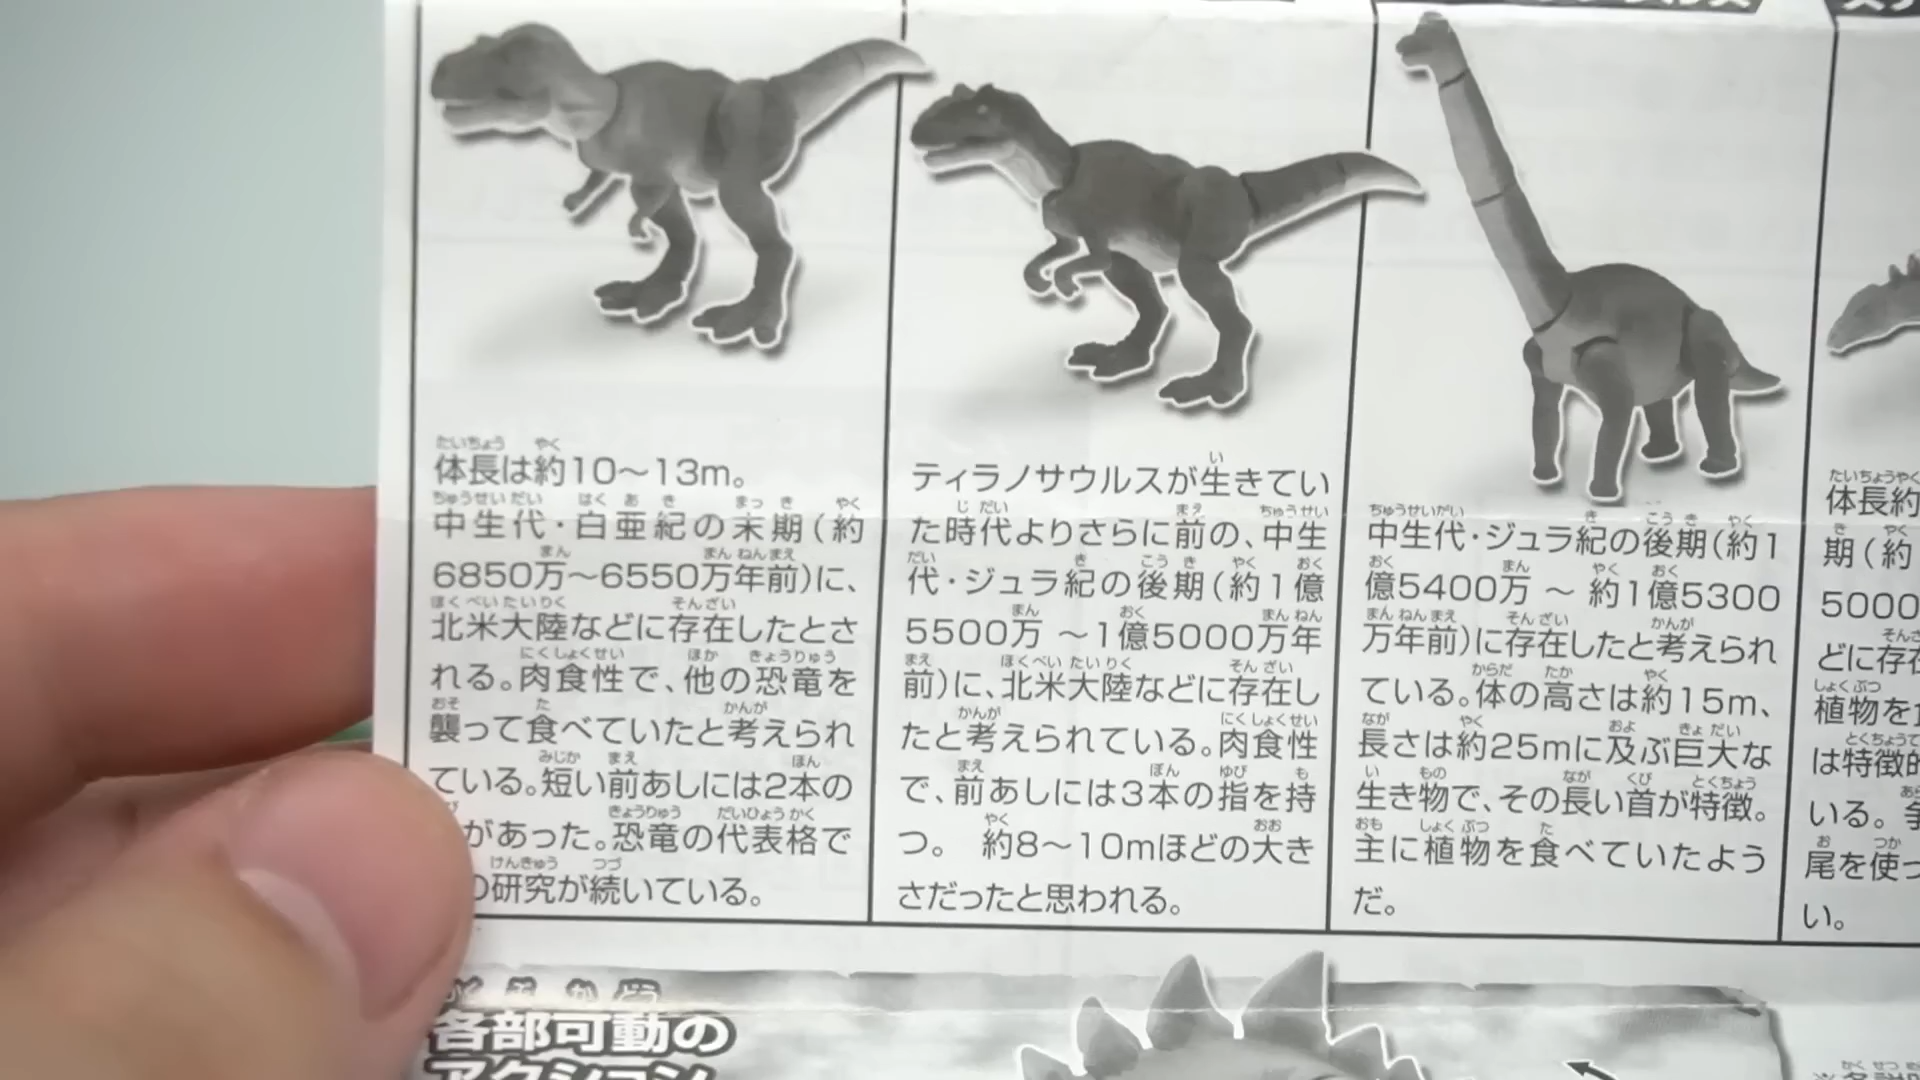 体長は約10〜13m。
中生代・白亜紀の末期(約
6850万〜6550万年前)に、
北米大陸などに存在したとさ
れる。肉食性で、他の恐竜を
襲って食べていたと考えられ
ている。短い前あしには2本の
があった。恐竜の代表格で
の研究が続いている。
ティラノサウルスが生きてい
た時代よりさらに前の、中生
代・ジュラ紀の後期(約1億
5500万 〜1億5000万年
前)に、北米大陸などに存在し
たと考えられている。肉食性
で、前あしには3本の指を持
つ。 約8〜10mほどの大き
さだったと思われる。
中生代・ジュラ紀の後期(約1
億5400万 〜 約1億5300
万年前)に存在したと考えられ
ている。体の高さは約15m、
長さは約25mに及ぶ巨大な
生き物で、その長い首が特徴。
主に植物を食べていたよう
だ。
体長約
期(約
5000
どに存在
植物を
は特徴的
いる。
尾を使っ
い。
各部可動の
アクション